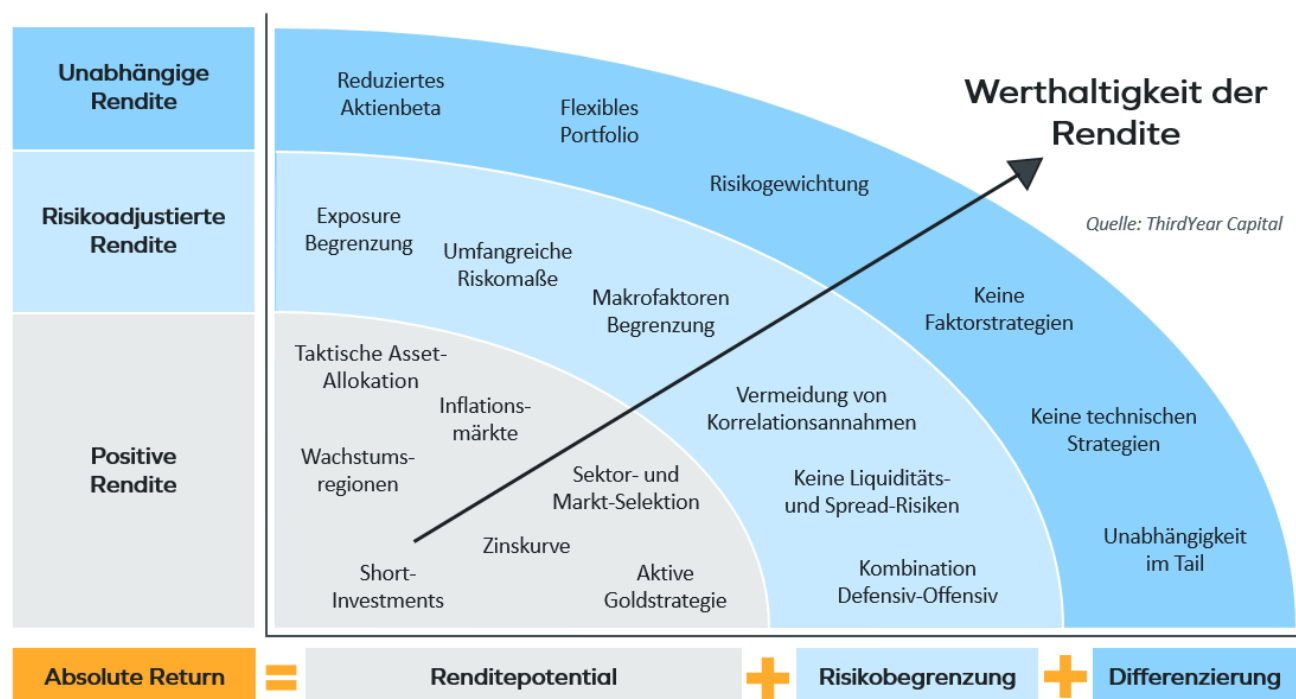 Unabhängige
Rendite
Risikoadjustierte
Rendite
Positive
Rendite
Reduziertes
Aktienbeta
Flexibles
Portfolio
Risikogewichtung
Keine
Faktorstrategien
Keine technischen
Strategien
Unabhängigkeit
im Tail
Exposure
Begrenzung
Umfangreiche
Riskomaße
Makrofaktoren
Begrenzung
Vermeidung von
Korrelationsannahmen
Keine Liquiditäts-
und Spread-Risiken
Kombination
Defensiv-Offensiv
Taktische Asset-
Allokation
Inflations-
märkte
Wachstums-
regionen
Sektor- und
Markt-Selektion
Zinskurve
Short-
Investments
Aktive
Goldstrategie
Werthaltigkeit der
Rendite
Quelle: ThirdYear Capital
Absolute Return = Renditepotential + Risikobegrenzung + Differenzierung